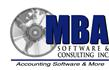 MBA
SOFTWARE &
CONSULTING INC.
Accounting Software & More